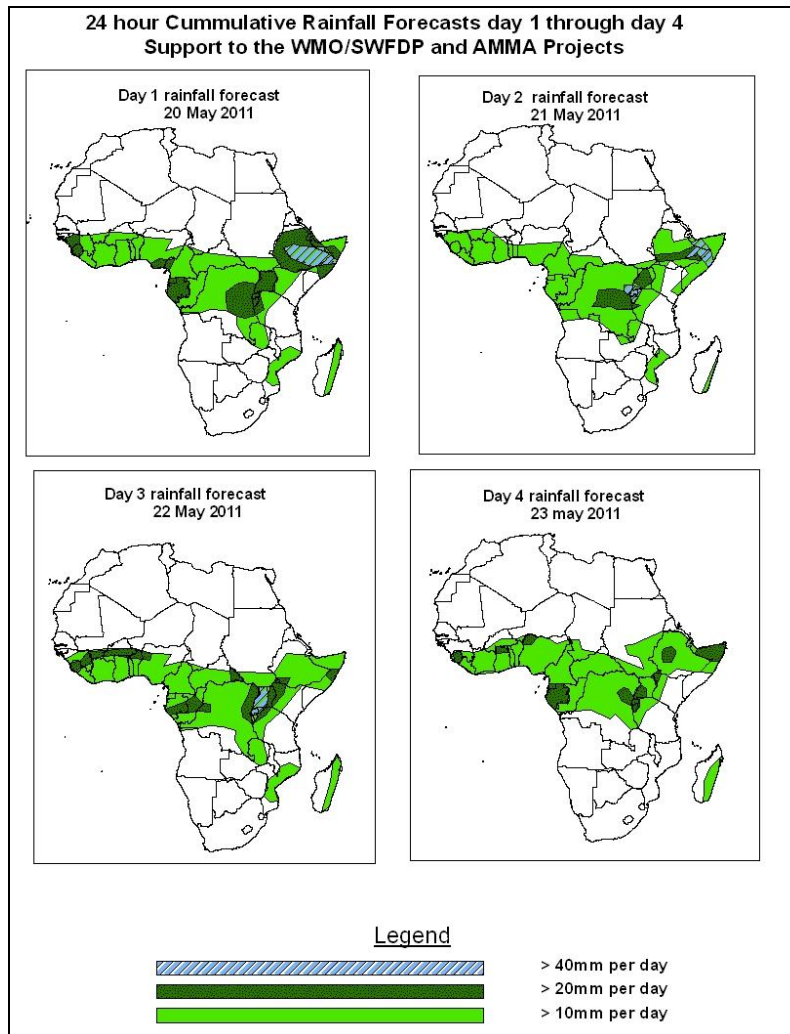 24 hour Cummulative Rainfall Forecasts day 1 through day 4
Support to the WMO/SWFDP and AMMA Projects
Day 1 rainfall forecast
20 May 2011
Day 2 rainfall forecast
21 May 2011
Day 3 rainfall forecast
22 May 2011
Day 4 rainfall forecast
23 may 2011
Legend
> 40mm per day
> 20mm per day
> 10mm per day